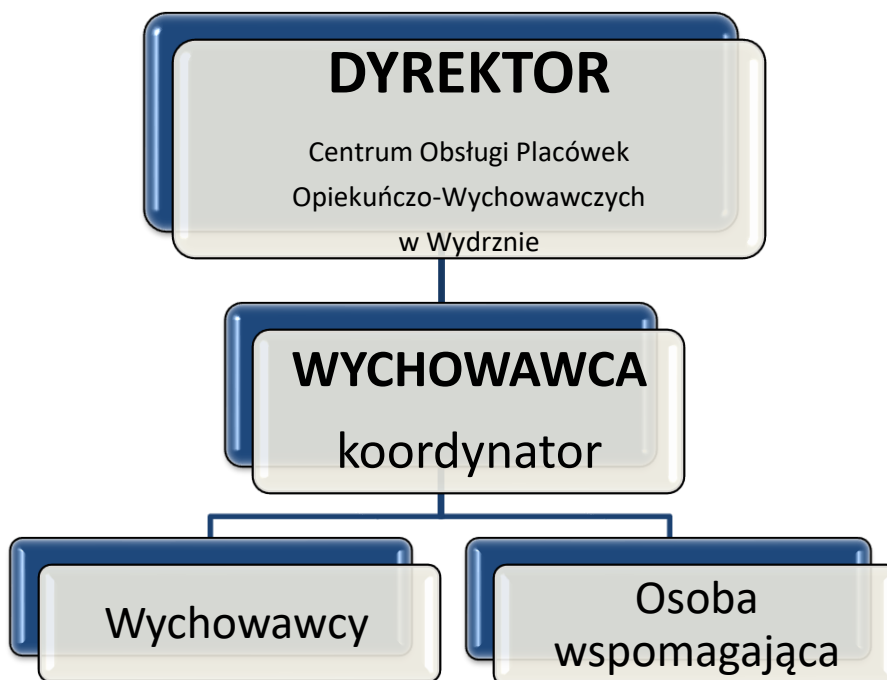 DYREKTOR
Centrum Obsługi Placówek
Opiekuńczo-Wychowawczych
w Wydrznie
WYCHOWAWCA
koordynator
Wychowawcy
Osoba
wspomagająca